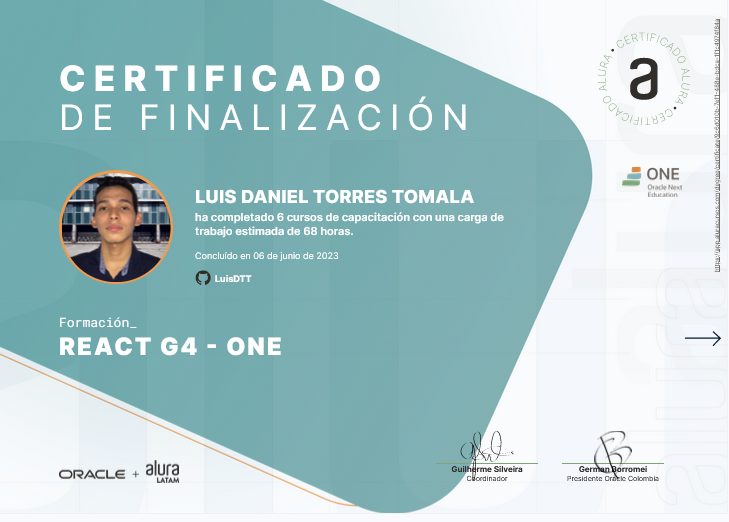 CERTIFICADO
DE FINALIZACIÓN
CERTIFICADO ALURA • CERTIFICADO ALURA •
a
ONE
Oracle Next
Education
LUIS DANIEL TORRES TOMALA
ha completado 6 cursos de capacitación con una carga de
trabajo estimada de 68 horas.
Concluído en 06 de junio de 2023
LuisDTT
Formación_
REACT G4 - ONE
ORACLE + alura
LATAM
Guilherme Silveira
Coordinador
German Borromei
Presidente Oracle Colombia
alura